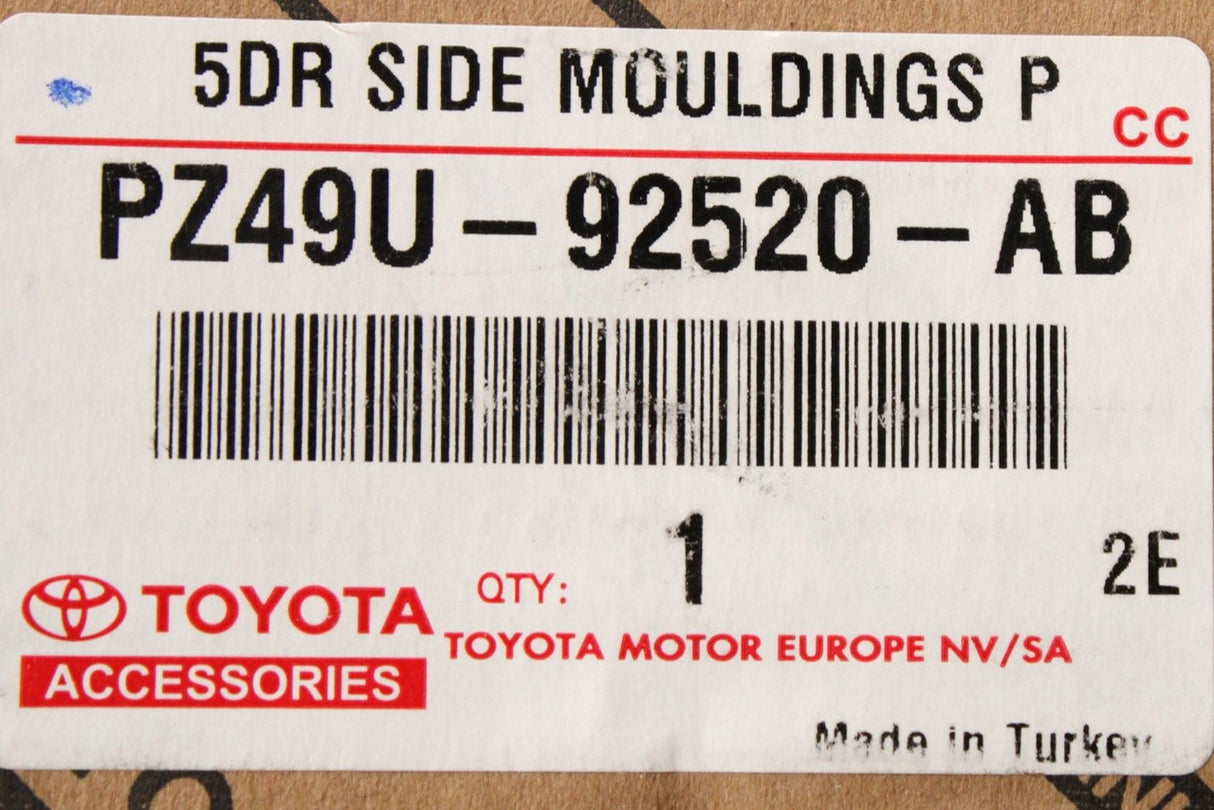 5DR SIDE MOULDINGS P
CC
PZ49U-92520-AB
QTY: 1
2E
TOYOTA
TOYOTA MOTOR EUROPE NV/SA
ACCESSORIES
Made in Turkey